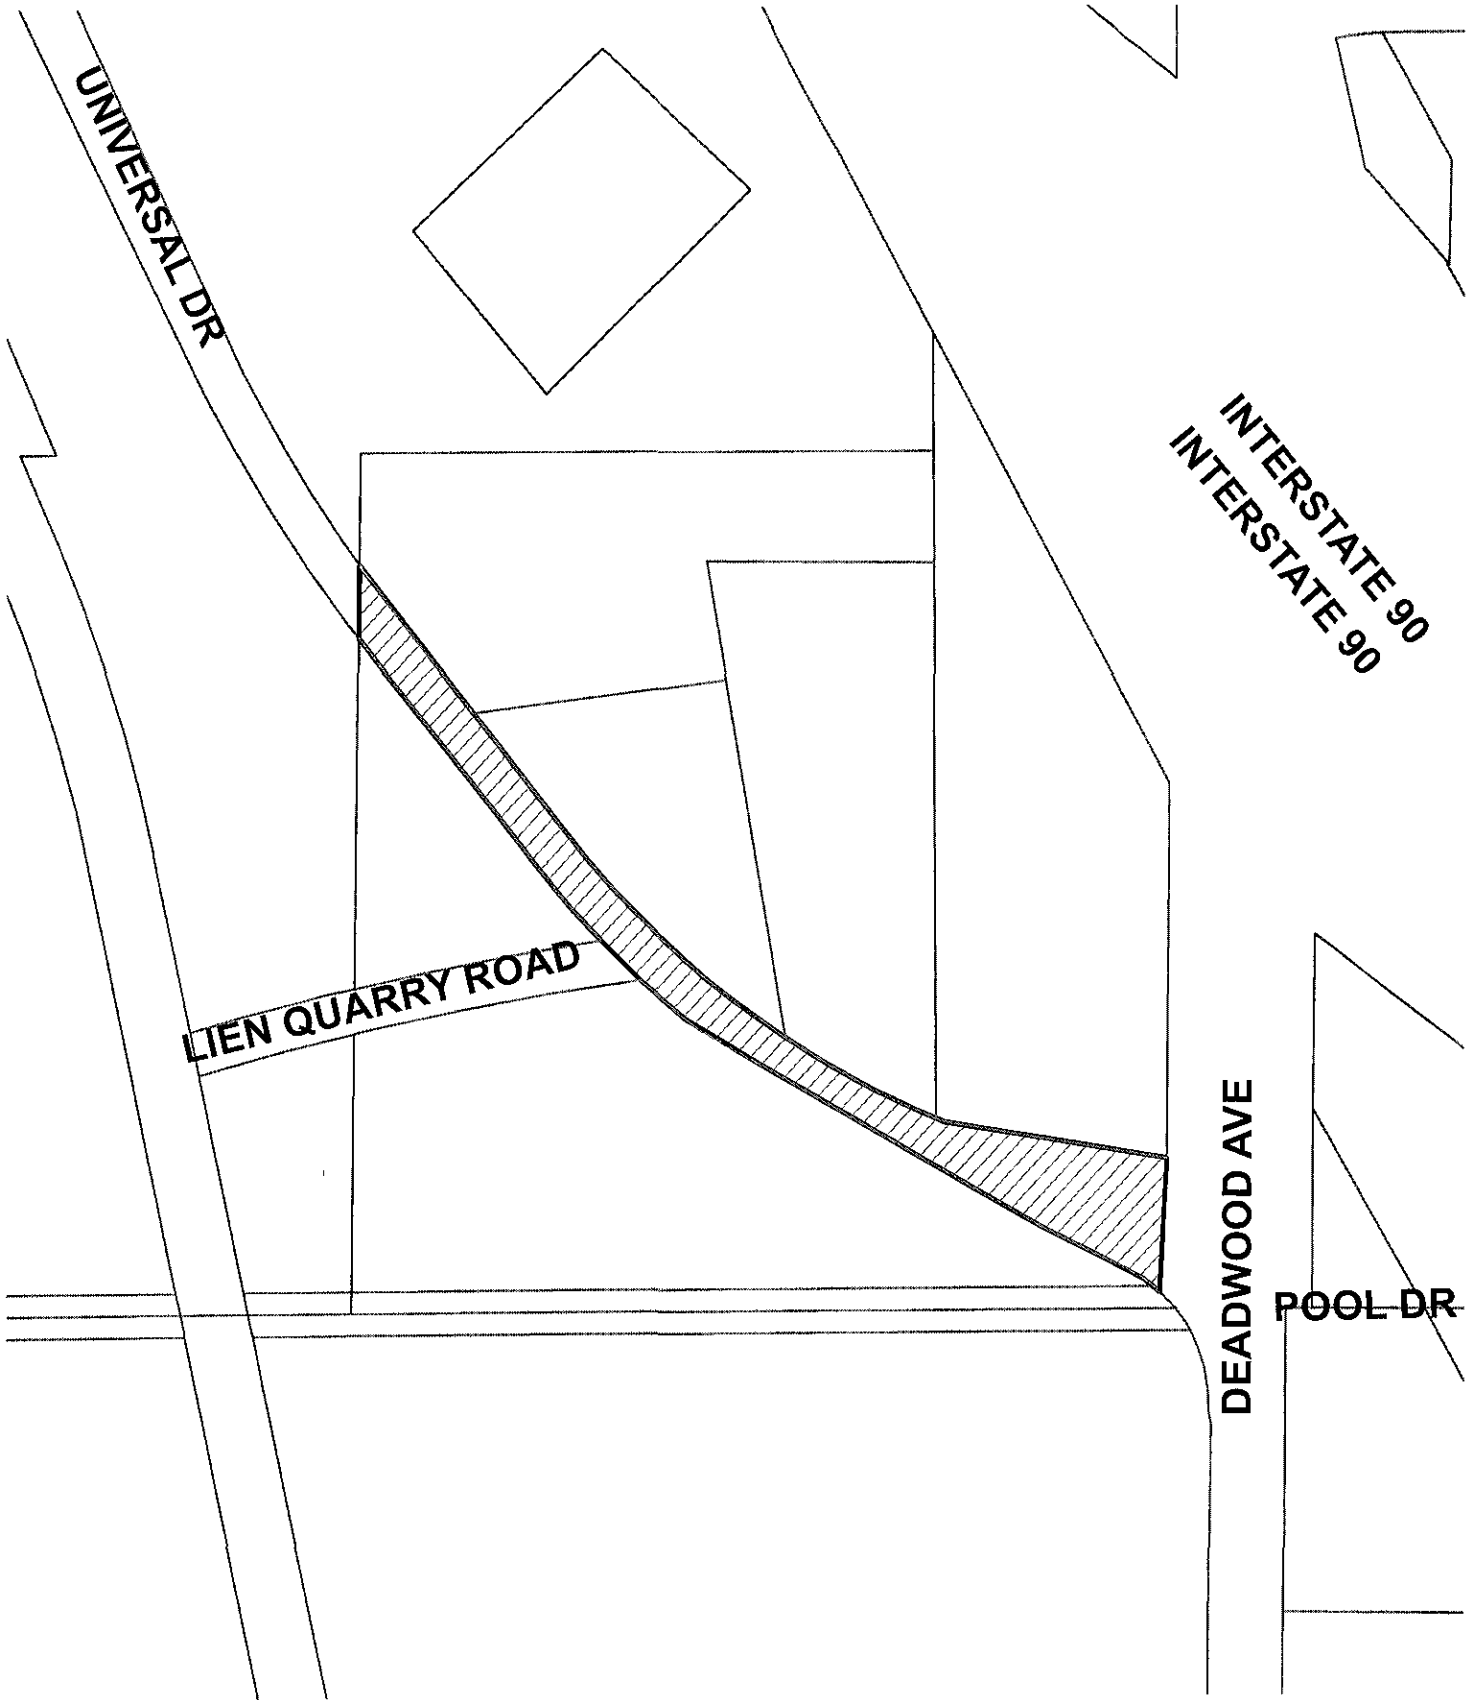 UNIVERSAL DR
INTERSTATE 90
INTERSTATE 90
LIEN QUARRY ROAD
DEADWOOD AVE
POOL DR